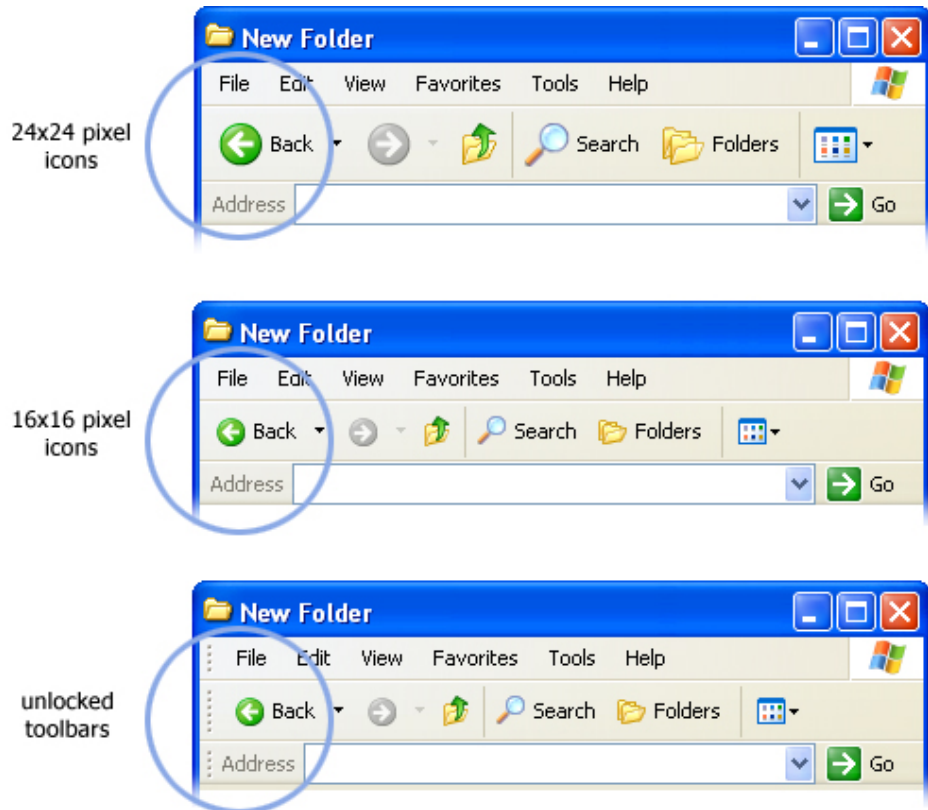 New Folder
File Edit View Favorites Tools Help
24x24 pixel
icons
Back Search Folders
Address Go
New Folder
File Edit View Favorites Tools Help
16x16 pixel
icons
Back Search Folders
Address Go
New Folder
File Edit View Favorites Tools Help
unlocked
toolbars
Back Search Folders
Address Go